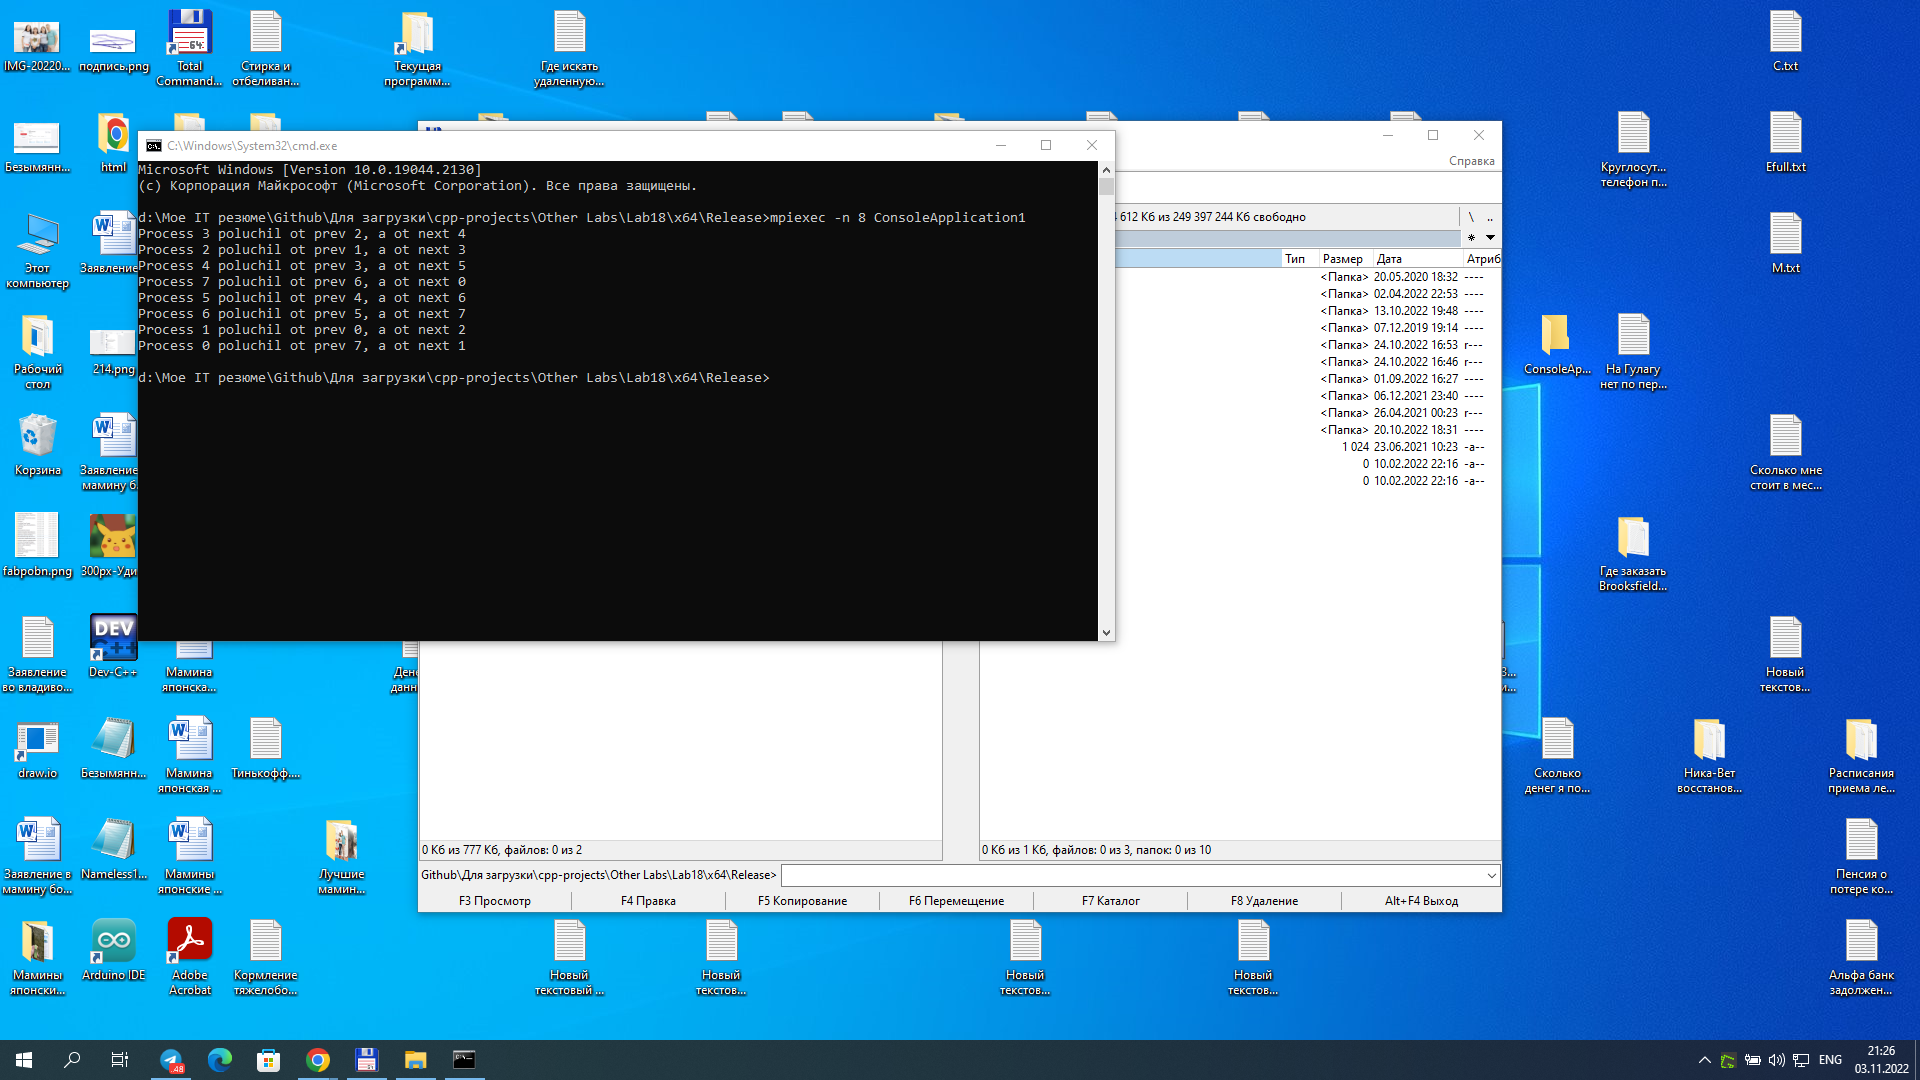 IMG-20220...
подпись.png
Total
Command...
Стирка и
отбеливан...
Текущая
программ...
Где искать
удаленную...
C.txt
Безымянн...
html
Круглосут...
телефон п...
Efull.txt
C:\Windows\System32\cmd.exe
Microsoft Windows [Version 10.0.19044.2130]
(c) Корпорация Майкрософт (Microsoft Corporation). Все права защищены.
d:\Мое IT резюме\Github\Для загрузки\cpp-projects\Other Labs\Lab18\x64\Release>mpiexec -n 8 ConsoleApplication1
Process 3 poluchil ot prev 2, a ot next 4
Process 2 poluchil ot prev 1, a ot next 3
Process 4 poluchil ot prev 3, a ot next 5
Process 7 poluchil ot prev 6, a ot next 0
Process 5 poluchil ot prev 4, a ot next 6
Process 6 poluchil ot prev 5, a ot next 7
Process 1 poluchil ot prev 0, a ot next 2
Process 0 poluchil ot prev 7, a ot next 1
d:\Мое IT резюме\Github\Для загрузки\cpp-projects\Other Labs\Lab18\x64\Release>
Справка
612 Кб из 249 397 244 Кб свободно
\ ..
* 
Тип Размер Дата Атриб
<Папка> 20.05.2020 18:32 ----
<Папка> 02.04.2022 22:53 ----
<Папка> 13.10.2022 19:48 ----
<Папка> 07.12.2019 19:14 ----
<Папка> 24.10.2022 16:53 r---
<Папка> 24.10.2022 16:46 r---
<Папка> 01.09.2022 16:27 ----
<Папка> 06.12.2021 23:40 ----
<Папка> 26.04.2021 00:23 r---
<Папка> 20.10.2022 18:31 ----
1 024 23.06.2021 10:23 -a--
0 10.02.2022 22:16 -a--
0 10.02.2022 22:16 -a--
Этот
компьютер
Заявление
M.txt
Рабочий
стол
214.png
ConsoleAp...
На Гулагу
нет по пер...
Корзина
Заявление
мамину б
Сколько мне
стоит в мес...
fabpobn.png
300px-Уди
Где заказать
Brooksfield...
Заявление
во владиво...
DEV
C++
Dev-C++
Мамина
японска...
Новый
текстов...
draw.io
Безымянн...
Мамина
японская ...
Тинькофф....
Сколько
денег я по...
Ника-Вет
восстанов...
Расписания
приема ле...
0 Кб из 777 Кб, файлов: 0 из 2
0 Кб из 1 Кб, файлов: 0 из 3, папок: 0 из 10
Github\Для загрузки\cpp-projects\Other Labs\Lab18\x64\Release>
F3 Просмотр
F4 Правка
F5 Копирование
F6 Перемещение
F7 Каталог
F8 Удаление
Alt+F4 Выход
Заявление в
мамину бо...
Nameless1...
Мамины
японские ...
Лучшие
мамин...
Пенсия о
потере ко...
Мамины
японски...
Arduino IDE
Adobe
Acrobat
Кормление
тяжелобо...
Новый
текстовый ...
Новый
текстов...
Новый
текстов...
Новый
текстов...
Альфа банк
задолжен...
.48
ENG
21:26
03.11.2022